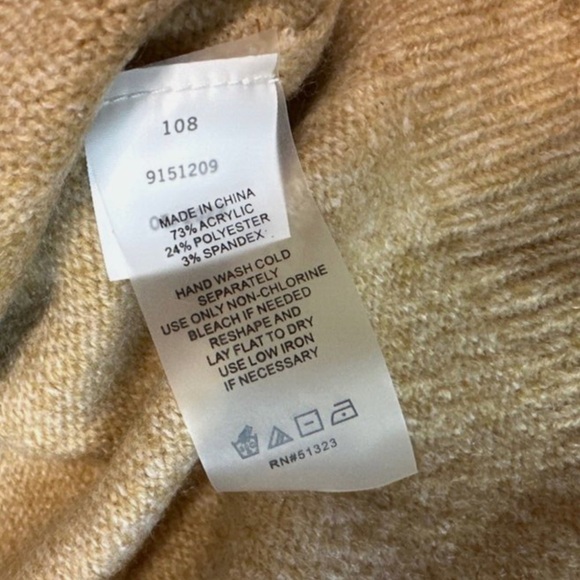 108
9151209
MADE IN CHINA
73% ACRYLIC
24% POLYESTER
3% SPANDEX
HAND WASH COLD
SEPARATELY
USE ONLY NON-CHLORINE
BLEACH IF NEEDED
RESHAPE AND
LAY FLAT TO DRY
USE LOW IRON
IF NECESSARY
RN#51323